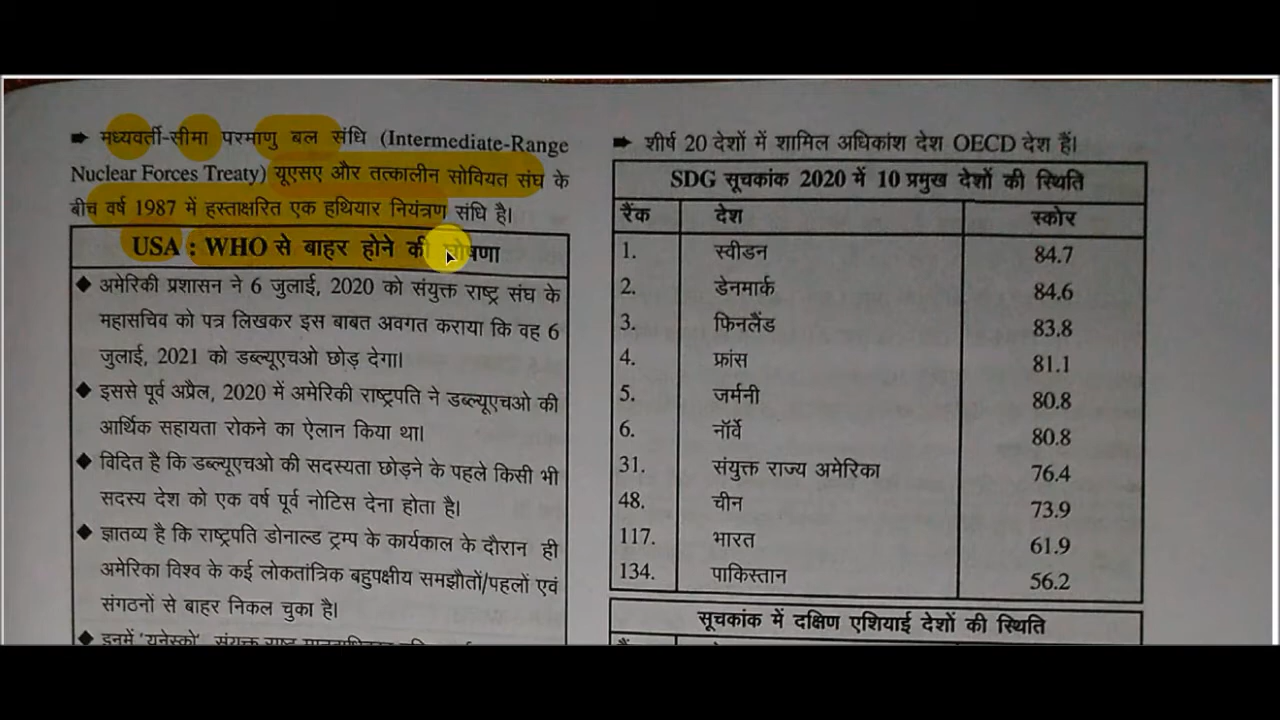 ➨ मध्यवर्ती-सीमा परमाणु बल संधि (Intermediate-Range
Nuclear Forces Treaty) यूएसए और तत्कालीन सोवियत संघ के
बीच वर्ष 1987 में हस्ताक्षरित एक हथियार नियंत्रण संधि है।
USA : WHO से बाहर होने की घोषणा
◆ अमेरिकी प्रशासन ने 6 जुलाई, 2020 को संयुक्त राष्ट्र संघ के
महासचिव को पत्र लिखकर इस बाबत अवगत कराया कि वह 6
जुलाई, 2021 को डब्ल्यूएचओ छोड़ देगा।
◆ इससे पूर्व अप्रैल, 2020 में अमेरिकी राष्ट्रपति ने डब्ल्यूएचओ की
आर्थिक सहायता रोकने का ऐलान किया था।
◆ विदित है कि डब्ल्यूएचओ की सदस्यता छोड़ने के पहले किसी भी
सदस्य देश को एक वर्ष पूर्व नोटिस देना होता है।
◆ ज्ञातव्य है कि राष्ट्रपति डोनाल्ड ट्रम्प के कार्यकाल के दौरान ही
अमेरिका विश्व के कई लोकतांत्रिक बहुपक्षीय समझौतों/पहलों एवं
संगठनों से बाहर निकल चुका है।
◆ इनमें 'यूनेस्को', संयुक्त राष्ट्र
➨ शीर्ष 20 देशों में शामिल अधिकांश देश OECD देश हैं।
SDG सूचकांक 2020 में 10 प्रमुख देशों की स्थिति
रैंक देश स्कोर
1. स्वीडन 84.7
2. डेनमार्क 84.6
3. फिनलैंड 83.8
4. फ्रांस 81.1
5. जर्मनी 80.8
6. नॉर्वे 80.8
31. संयुक्त राज्य अमेरिका 76.4
48. चीन 73.9
117. भारत 61.9
134. पाकिस्तान 56.2
सूचकांक में दक्षिण एशियाई देशों की स्थिति